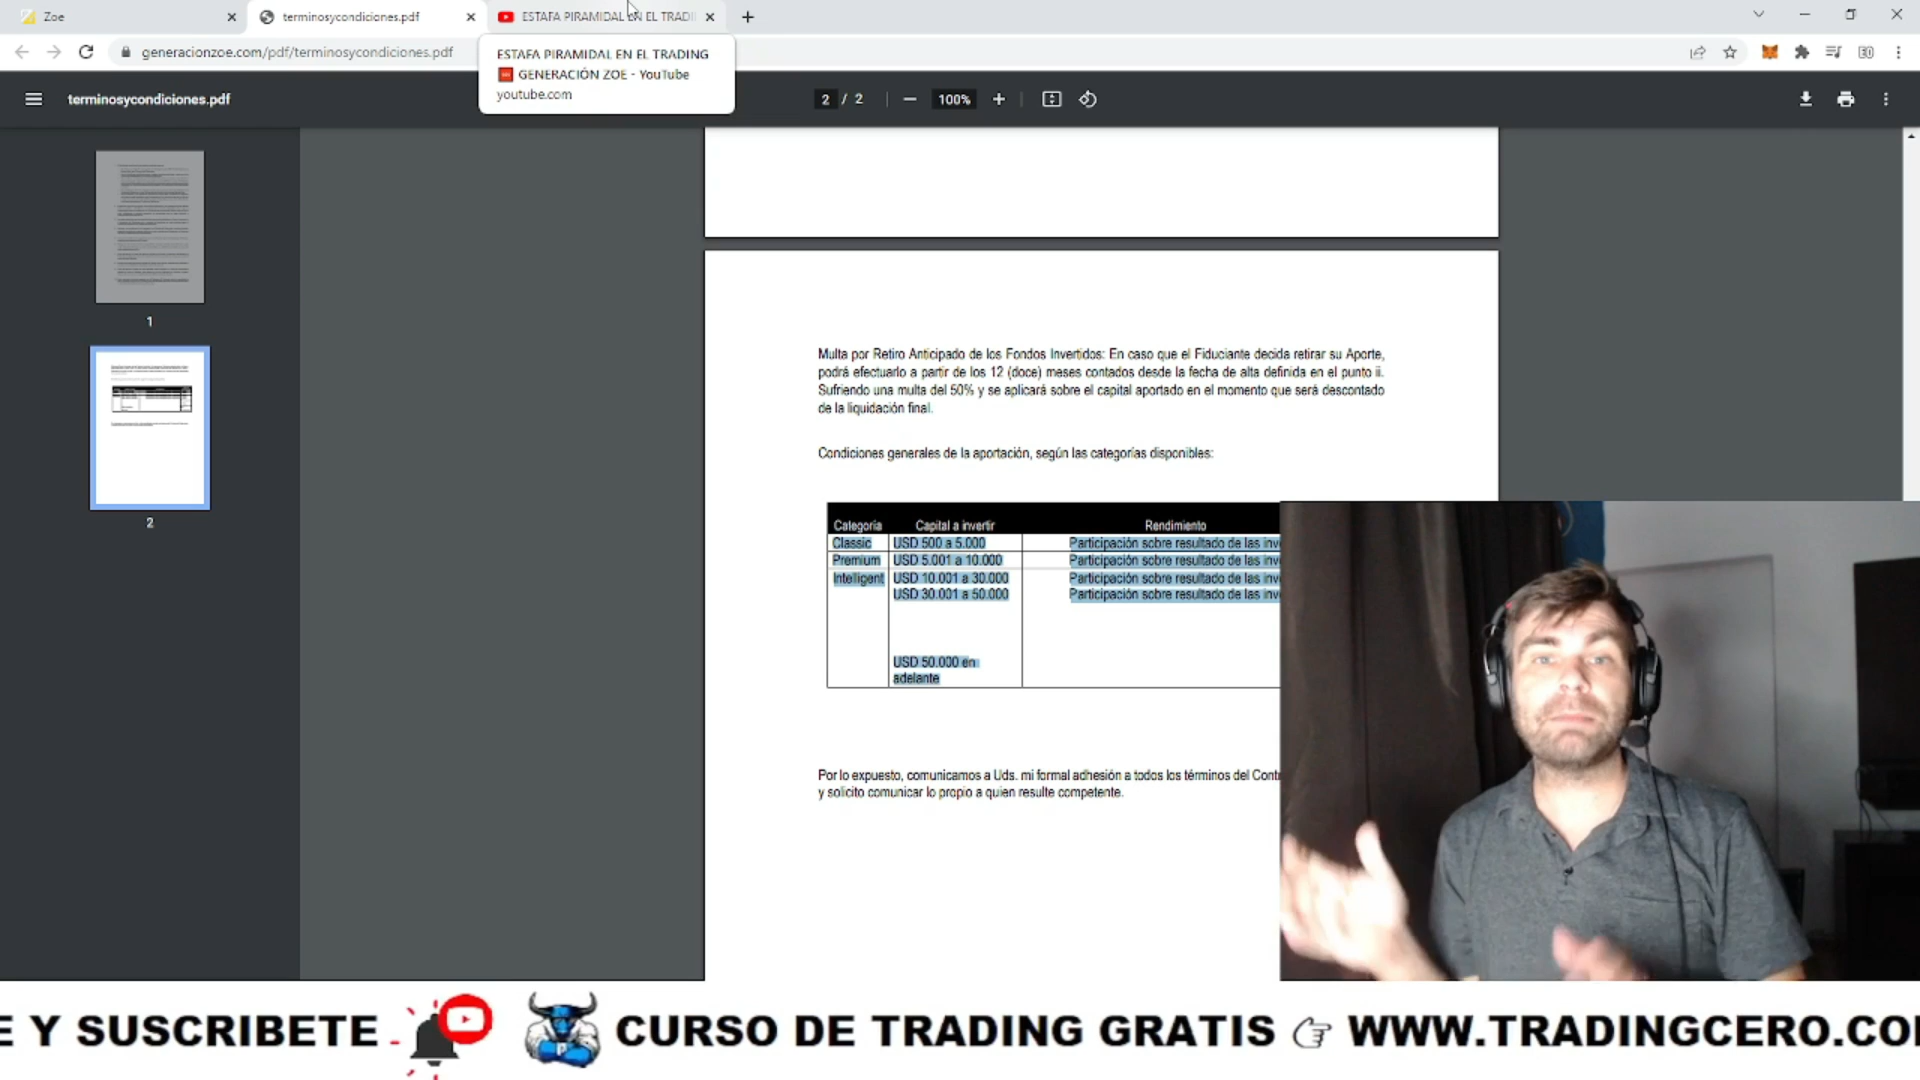 Zoe
terminosycondiciones.pdf
ESTAFA PIRAMIDAL EN EL TRADI
generacionzoe.com/pdf/terminosycondiciones.pdf
ESTAFA PIRAMIDAL EN EL TRADING
GENERACIÓN ZOE - YouTube
youtube.com
terminosycondiciones.pdf
2 / 2
100%
1
2
Multa por Retiro Anticipado de los Fondos Invertidos: En caso que el Fiduciante decida retirar su Aporte,
podrá efectuarlo a partir de los 12 (doce) meses contados desde la fecha de alta definida en el punto ii.
Sufriendo una multa del 50% y se aplicará sobre el capital aportado en el momento que será descontado
de la liquidación final.
Condiciones generales de la aportación, según las categorías disponibles:
Categoria Capital a invertir Rendimiento
Classic USD 500 a 5.000 Participación sobre resultado de las inv
Premium USD 5.001 a 10.000 Participación sobre resultado de las inv
Intelligent USD 10.001 a 30.000 Participación sobre resultado de las inv
USD 30.001 a 50.000 Participación sobre resultado de las inv
USD 50.000 en
adelante
Por lo expuesto, comunicamos a Uds. mi formal adhesión a todos los términos del Cont
y solicito comunicar lo propio a quien resulte competente.
E Y SUSCRIBETE CURSO DE TRADING GRATIS WWW.TRADINGCERO.CO